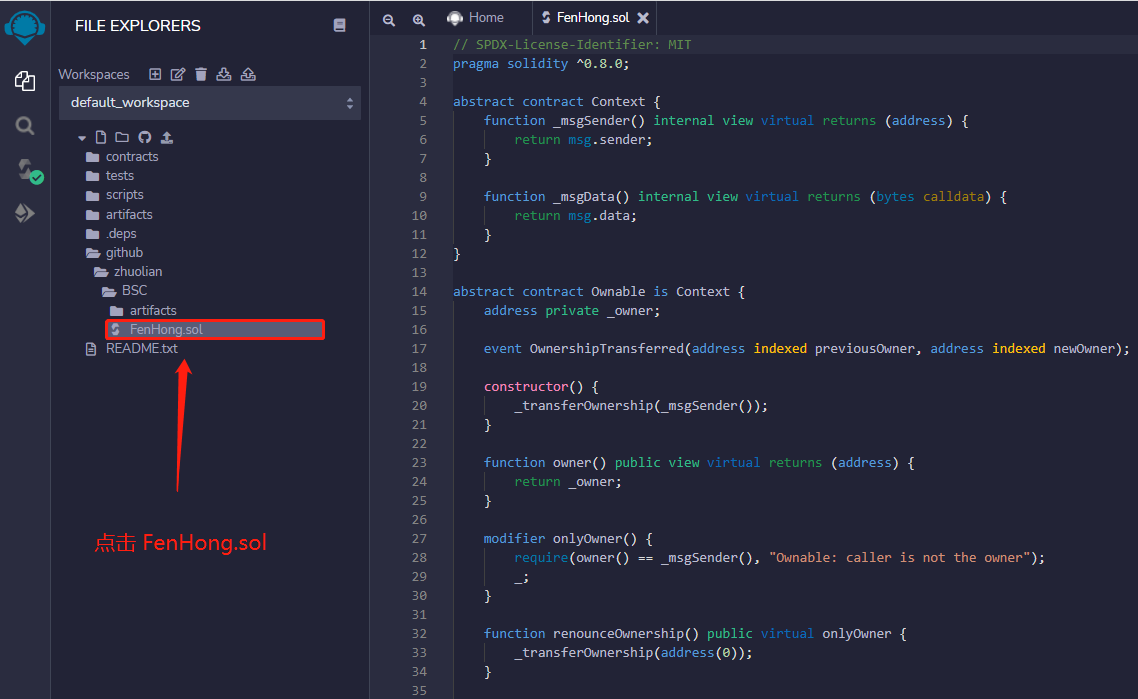 FILE EXPLORERS
Workspaces
default_workspace
contracts
tests
scripts
artifacts
.deps
github
zhuolian
BSC
artifacts
FenHong.sol
README.txt
点击 FenHong.sol
Home
FenHong.sol
1 // SPDX-License-Identifier: MIT
2 pragma solidity ^0.8.0;
3
4 abstract contract Context {
5 function _msgSender() internal view virtual returns (address) {
6 return msg.sender;
7 }
8
9 function _msgData() internal view virtual returns (bytes calldata) {
10 return msg.data;
11 }
12 }
13
14 abstract contract Ownable is Context {
15 address private _owner;
16
17 event OwnershipTransferred(address indexed previousOwner, address indexed newOwner);
18
19 constructor() {
20 _transferOwnership(_msgSender());
21 }
22
23 function owner() public view virtual returns (address) {
24 return _owner;
25 }
26
27 modifier onlyOwner() {
28 require(owner() == _msgSender(), "Ownable: caller is not the owner");
29 _;
30 }
31
32 function renounceOwnership() public virtual onlyOwner {
33 _transferOwnership(address(0));
34 }
35